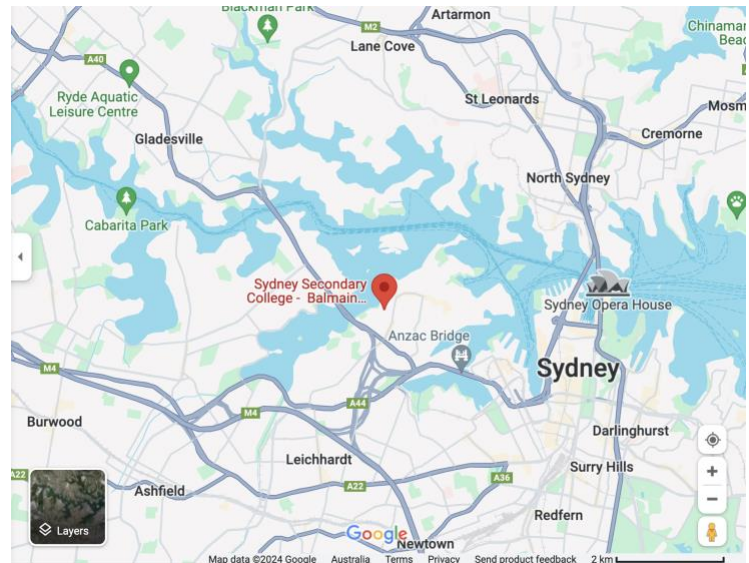 Blackman Park
Artarmon
M2
Lane Cove
Chinaman
Beac
A40
Ryde Aquatic
Leisure Centre
St Leonards
Mosm
Gladesville
Cremorne
North Sydney
Cabarita Park
Sydney Secondary
College - Balmain...
Sydney Opera House
Anzac Bridge
Sydney
M4
Burwood
M4
A44
Darlinghurst
Leichhardt
Surry Hills
A22
Ashfield
A22
A36
Layers
Redfern
Google
Newtown
Map data ©2024 Google Australia Terms Privacy Send product feedback 2 km